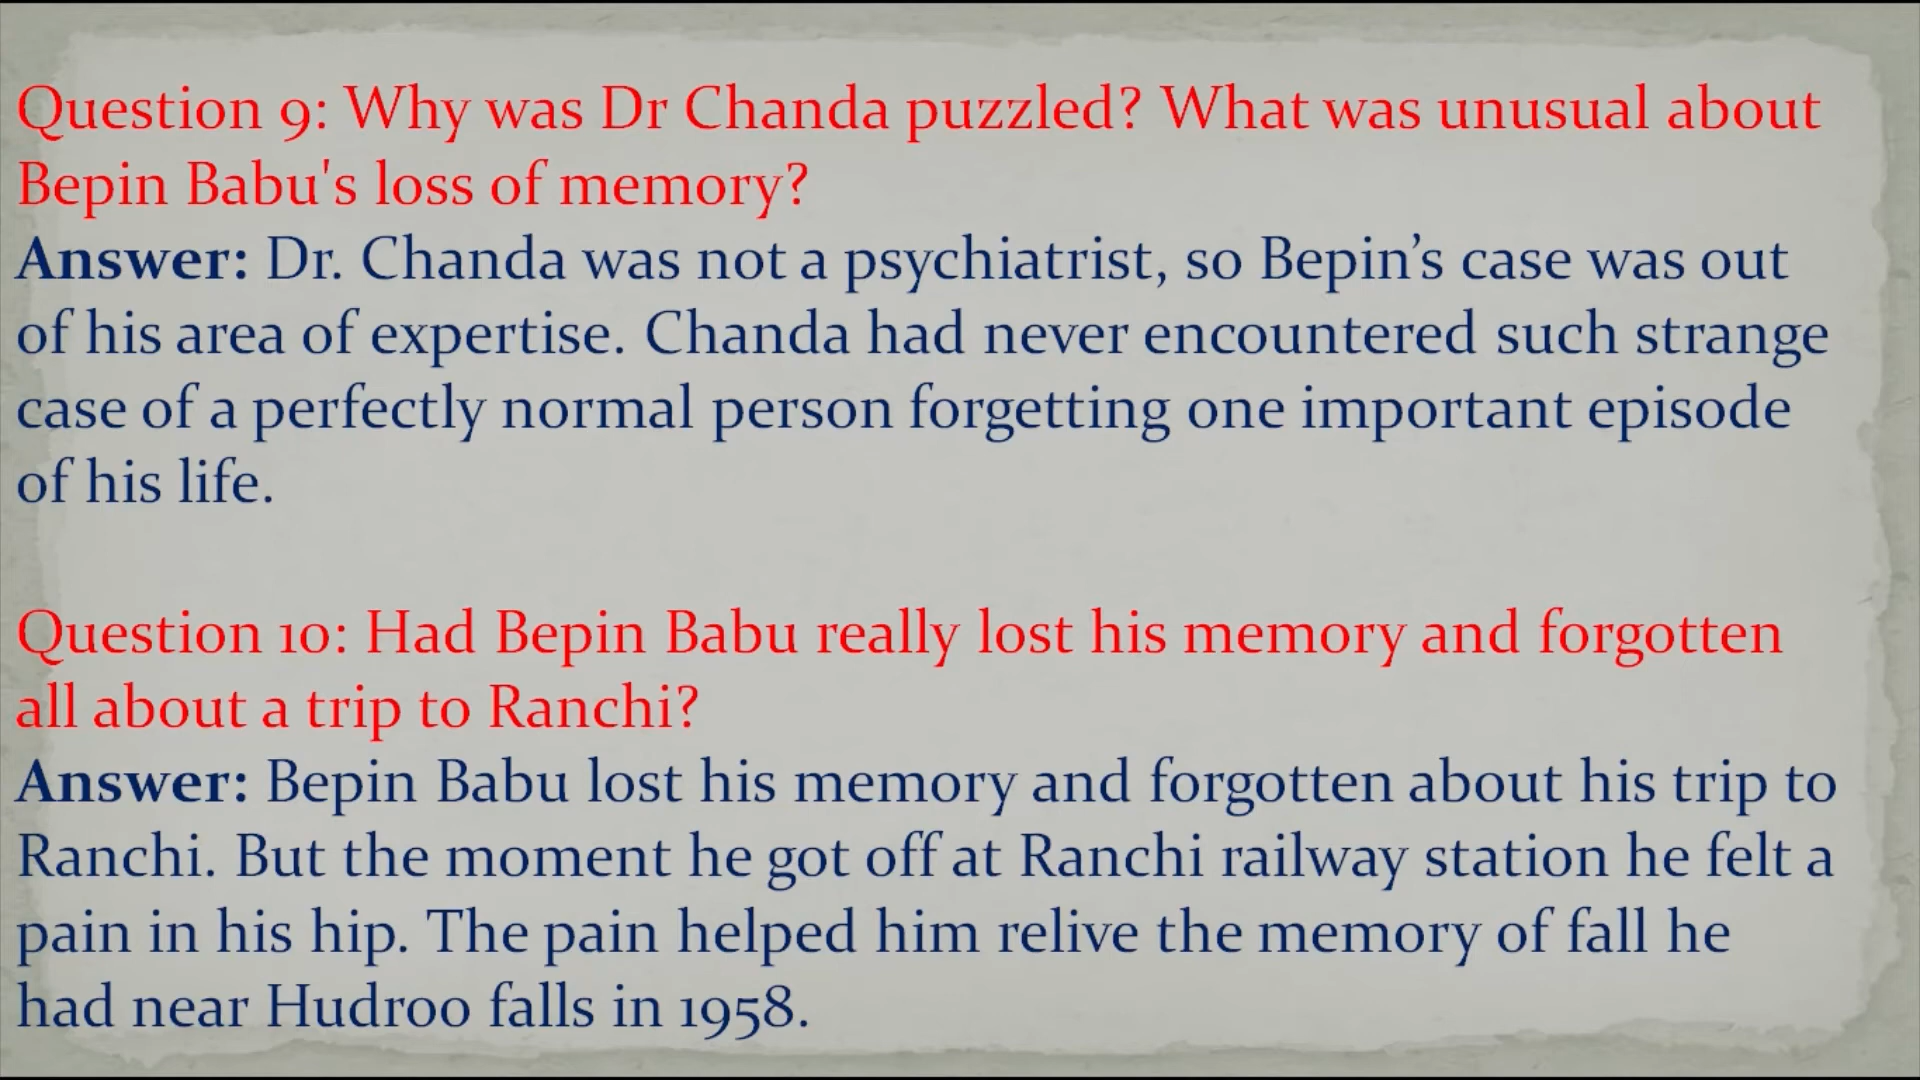 Question 9: Why was Dr Chanda puzzled? What was unusual about
Bepin Babu's loss of memory?
Answer: Dr. Chanda was not a psychiatrist, so Bepin’s case was out
of his area of expertise. Chanda had never encountered such strange
case of a perfectly normal person forgetting one important episode
of his life.
Question 10: Had Bepin Babu really lost his memory and forgotten
all about a trip to Ranchi?
Answer: Bepin Babu lost his memory and forgotten about his trip to
Ranchi. But the moment he got off at Ranchi railway station he felt a
pain in his hip. The pain helped him relive the memory of fall he
had near Hudroo falls in 1958.